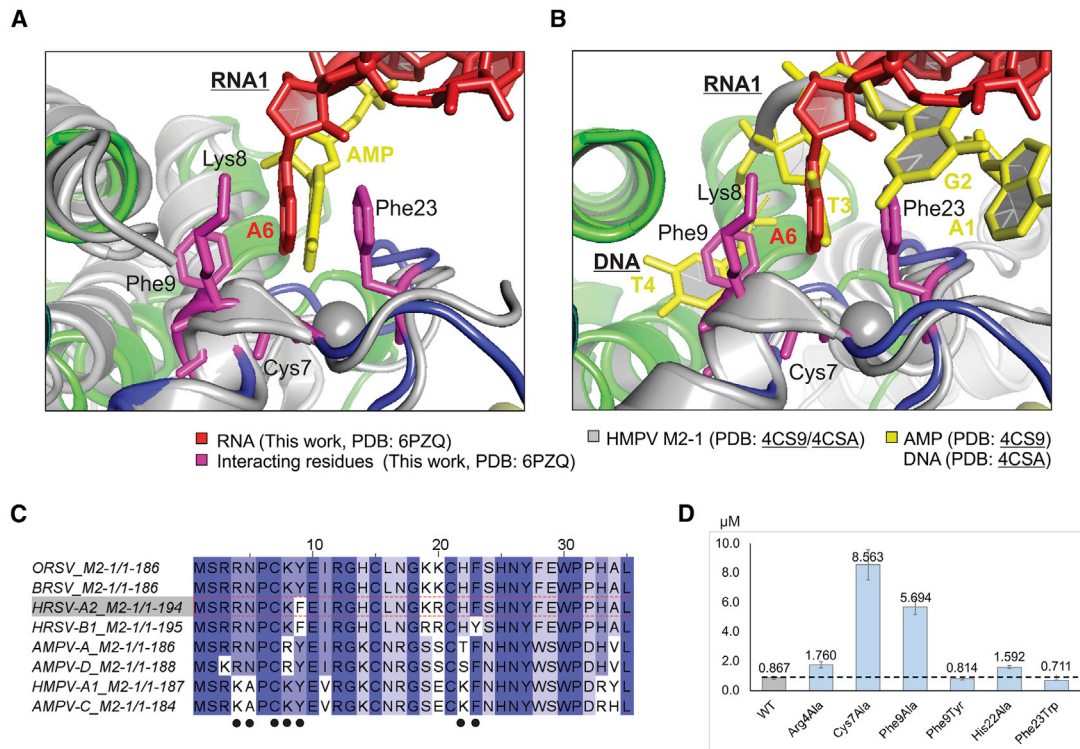 A
RNA1
AMP
Lys8
A6
Phe23
Phe9
Cys7
B
RNA1
Lys8
T3
G2
Phe23
A6
Phe9
A1
DNA
T4
Cys7
RNA (This work, PDB: 6PZQ)
Interacting residues (This work, PDB: 6PZQ)
HMPV M2-1 (PDB: 4CS9/4CSA)
AMP (PDB: 4CS9)
DNA (PDB: 4CSA)
C
10 20 30
ORSV_M2-1/1-186 MSRRNPCKYEIRGHCLNGKKCHFSHNYFEWPPHAL
BRSV_M2-1/1-186 MSRRNPCKYEIRGHCLNGKKCHFSHNYFEWPPHAL
HRSV-A2_M2-1/1-194 MSRRNPCKFEIRGHCLNGKRCHFSHNYFEWPPHAL
HRSV-B1_M2-1/1-195 MSRRNPCKFEIRGHCLNGRRCHYSHNYFEWPPHAL
AMPV-A_M2-1/1-186 MSRRNPCRYEIRGKCNRGSSCTFNHNYWSWPDHVL
AMPV-D_M2-1/1-188 MSKRNPCRYEIRGKCNRGSSCTFNHNYWSWPDHVL
HMPV-A1_M2-1/1-187 MSRKAPCKYEVRGKCNRGSECKFNHNYWSWPDRYL
AMPV-C_M2-1/1-184 MSRKAPCKYEVRGKCNRGSECKFNHNYWSWPDRHL
D
µM
10.0
8.0
6.0
4.0
2.0
0.0
0.867 1.760 8.563 5.694 0.814 1.592 0.711
WT Arg4Ala Cys7Ala Phe9Ala Phe9Tyr His22Ala Phe23Trp